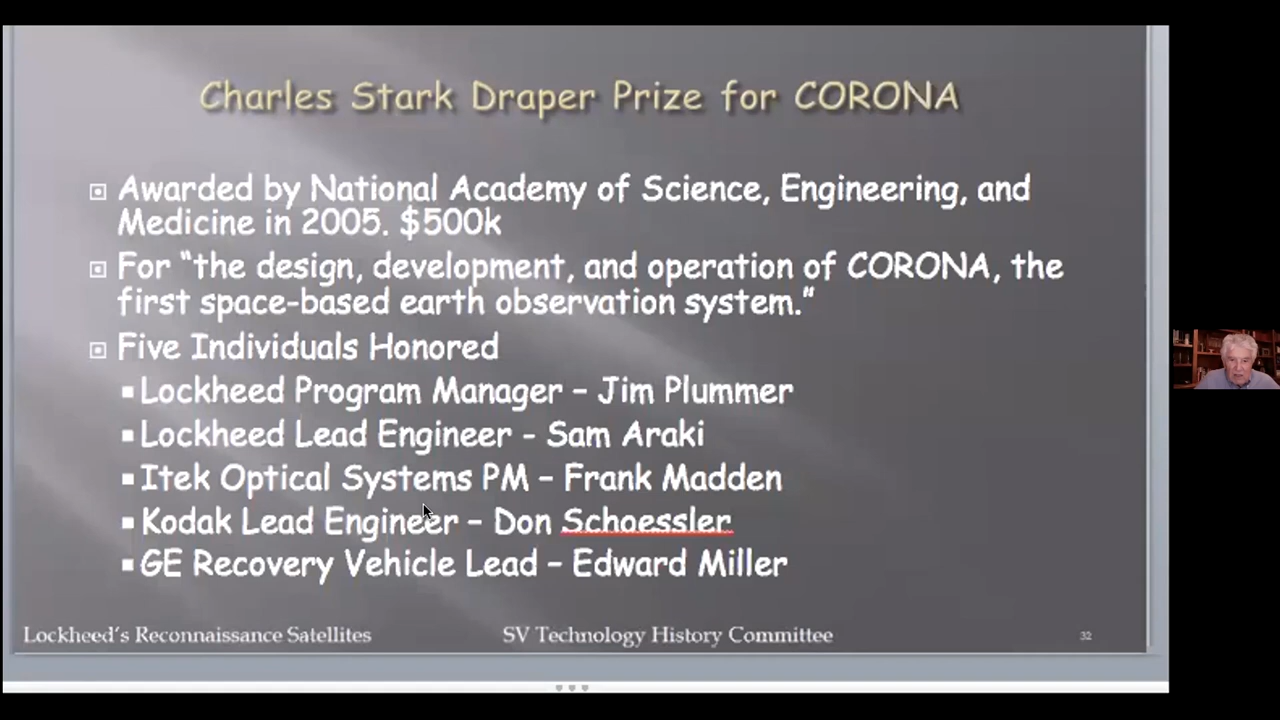 Charles Stark Draper Prize for CORONA
Awarded by National Academy of Science, Engineering, and
Medicine in 2005. $500k
For “the design, development, and operation of CORONA, the
first space-based earth observation system.”
Five Individuals Honored
Lockheed Program Manager – Jim Plummer
Lockheed Lead Engineer - Sam Araki
Itek Optical Systems PM – Frank Madden
Kodak Lead Engineer – Don Schoessler
GE Recovery Vehicle Lead – Edward Miller
Lockheed's Reconnaissance Satellites
SV Technology History Committee
32